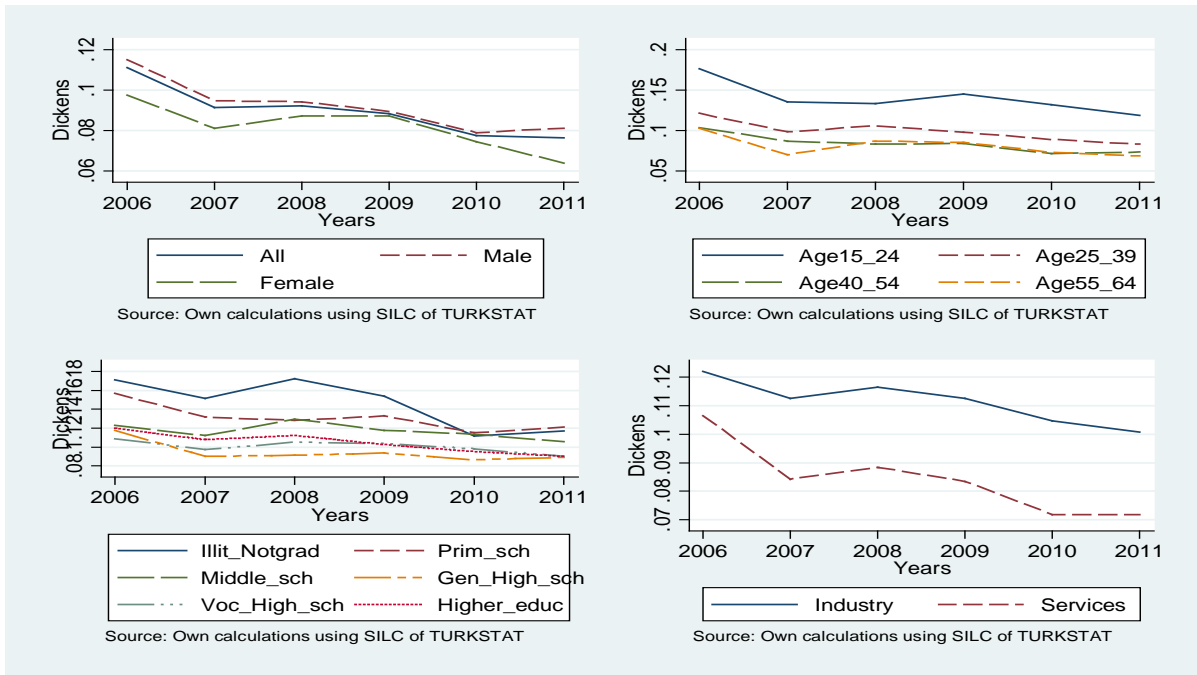 Dickens
.12
.1
.08
.06
2006 2007 2008 2009 2010 2011
Years
All Male
Female
Source: Own calculations using SILC of TURKSTAT
Dickens
.2
.15
.1
.05
2006 2007 2008 2009 2010 2011
Years
Age15_24 Age25_39
Age40_54 Age55_64
Source: Own calculations using SILC of TURKSTAT
Dickens
.08.1.12141618
2006 2007 2008 2009 2010 2011
Years
Illit_Notgrad Prim_sch
Middle_sch Gen_High_sch
Voc_High_sch Higher_educ
Source: Own calculations using SILC of TURKSTAT
Dickens
.12
.11
.1
.09
.08
.07
2006 2007 2008 2009 2010 2011
Years
Industry Services
Source: Own calculations using SILC of TURKSTAT